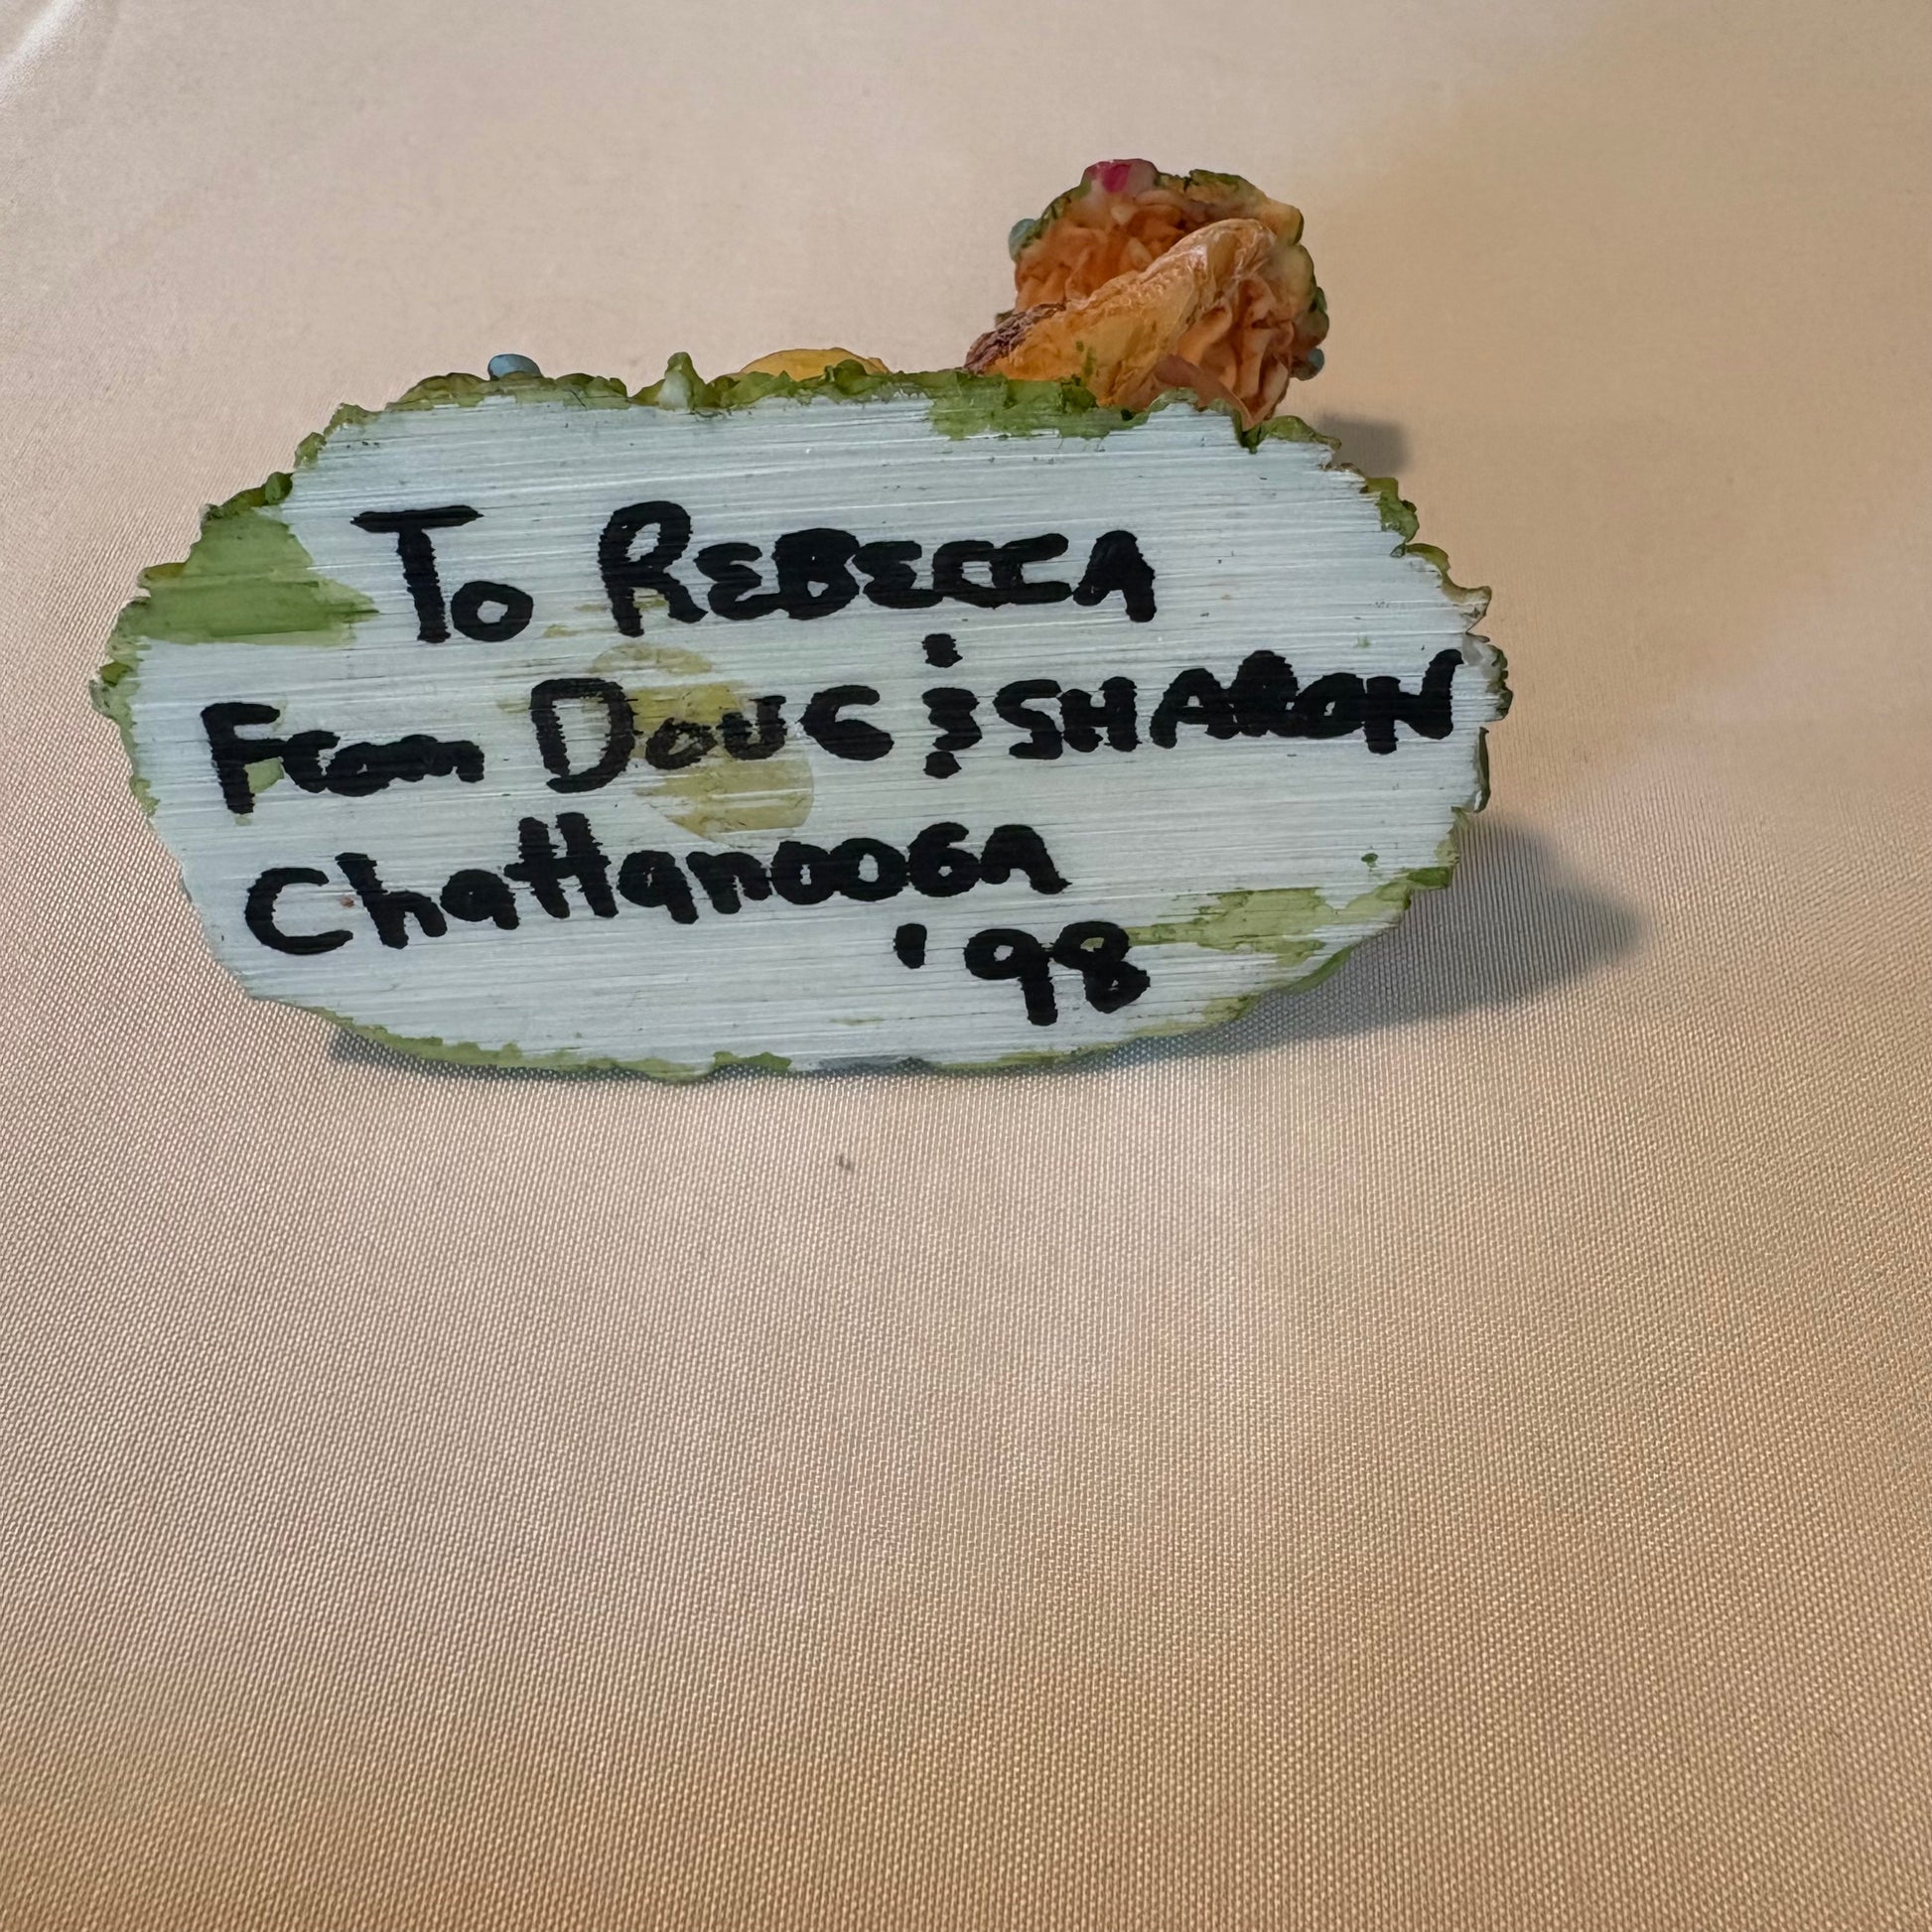 To REBECCA
From DOUG & SHARON
ChattanOOGA
'98